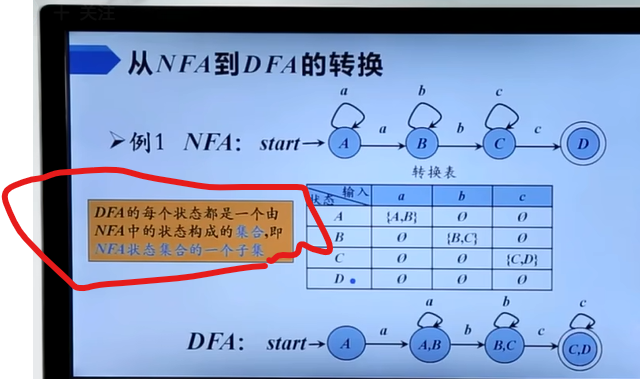 十 关注
从NFA到DFA的转换
➢例1 NFA: start→ A a B b C c D
a b c
转换表
状态 输入 a b c
A {A,B} Ø Ø
B Ø {B,C} Ø
C Ø Ø {C,D}
D Ø Ø Ø
DFA的每个状态都是一个由
NFA中的状态构成的集合,即
NFA状态集合的一个子集
a b c
DFA: start→ A a A,B b B,C c C,D